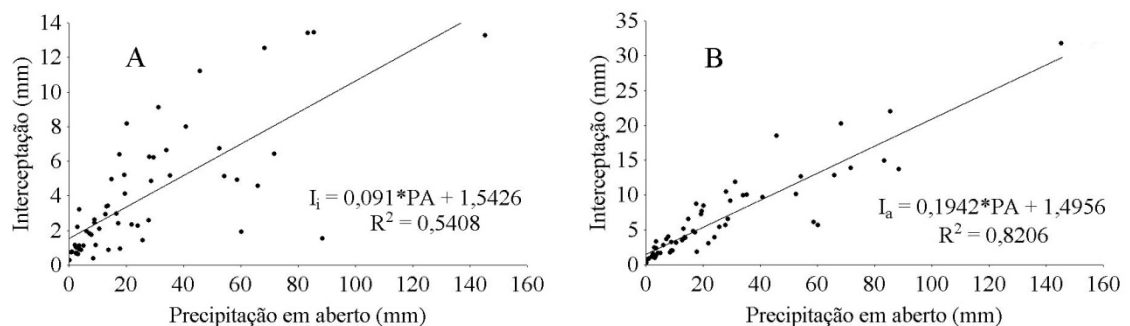 Interceptação (mm)
14
12
10
8
6
4
2
0
A
I_i = 0,091*PA + 1,5426
R² = 0,5408
0 20 40 60 80 100 120 140 160
Precipitação em aberto (mm)
Interceptação (mm)
35
30
25
20
15
10
5
0
B
I_a = 0,1942*PA + 1,4956
R² = 0,8206
0 20 40 60 80 100 120 140 160
Precipitação em aberto (mm)